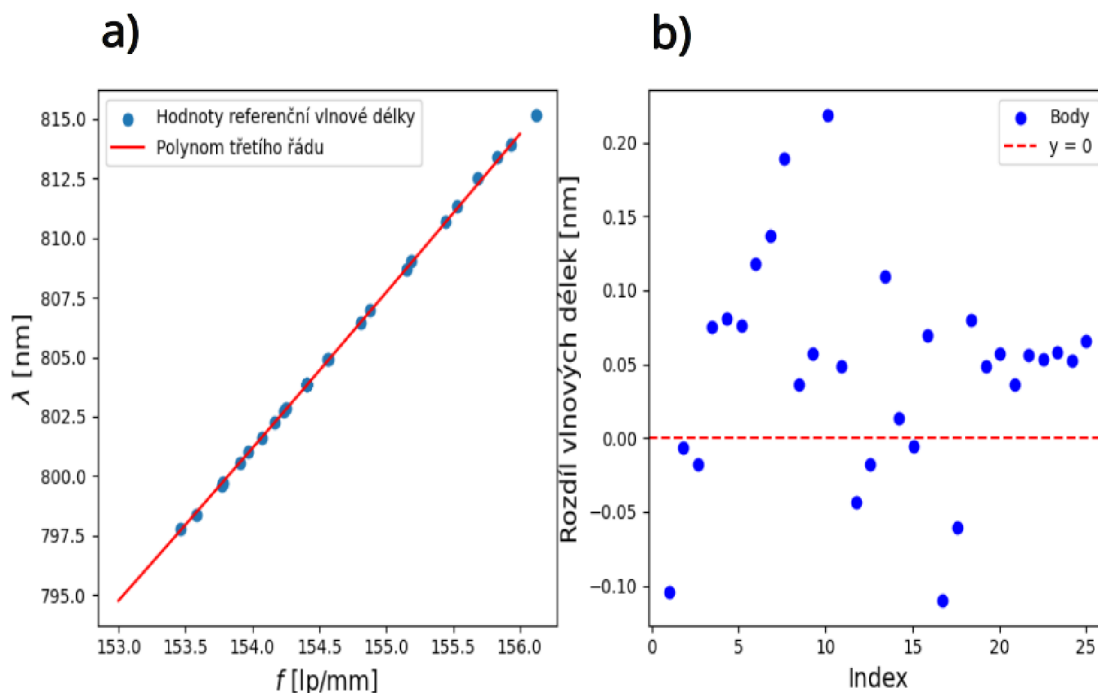 a)
b)
Hodnoty referenční vlnové délky
Polynom třetího řádu
815.0
812.5
810.0
807.5
805.0
802.5
800.0
797.5
795.0
λ [nm]
153.0 153.5 154.0 154.5 155.0 155.5 156.0
f [lp/mm]
Body
y = 0
0.20
0.15
0.10
0.05
0.00
−0.05
−0.10
Rozdíl vlnových délek [nm]
0 5 10 15 20 25
Index